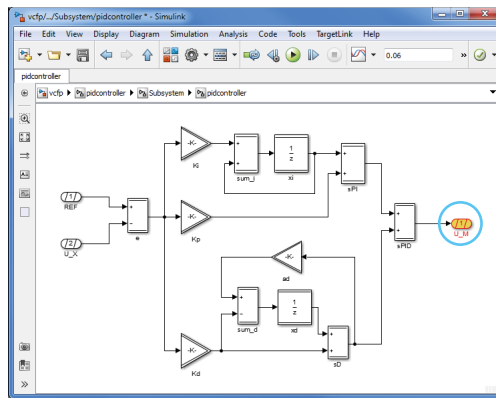 vcfp/.../Subsystem/pidcontroller * - Simulink
File Edit View Display Diagram Simulation Analysis Code Tools TargetLink Help
0.06
»
pidcontroller
vcfp pidcontroller Subsystem pidcontroller
-K-
Ki
+
+
sum_i
1
z
xi
+
+
sPI
/1/
REF
/2/
U_X
+
−
e
-K-
Kp
+
+
sPID
/1/
U_M
-K-
ad
+
−
sum_d
1
z
xd
+
+
sD
-K-
Kd
»